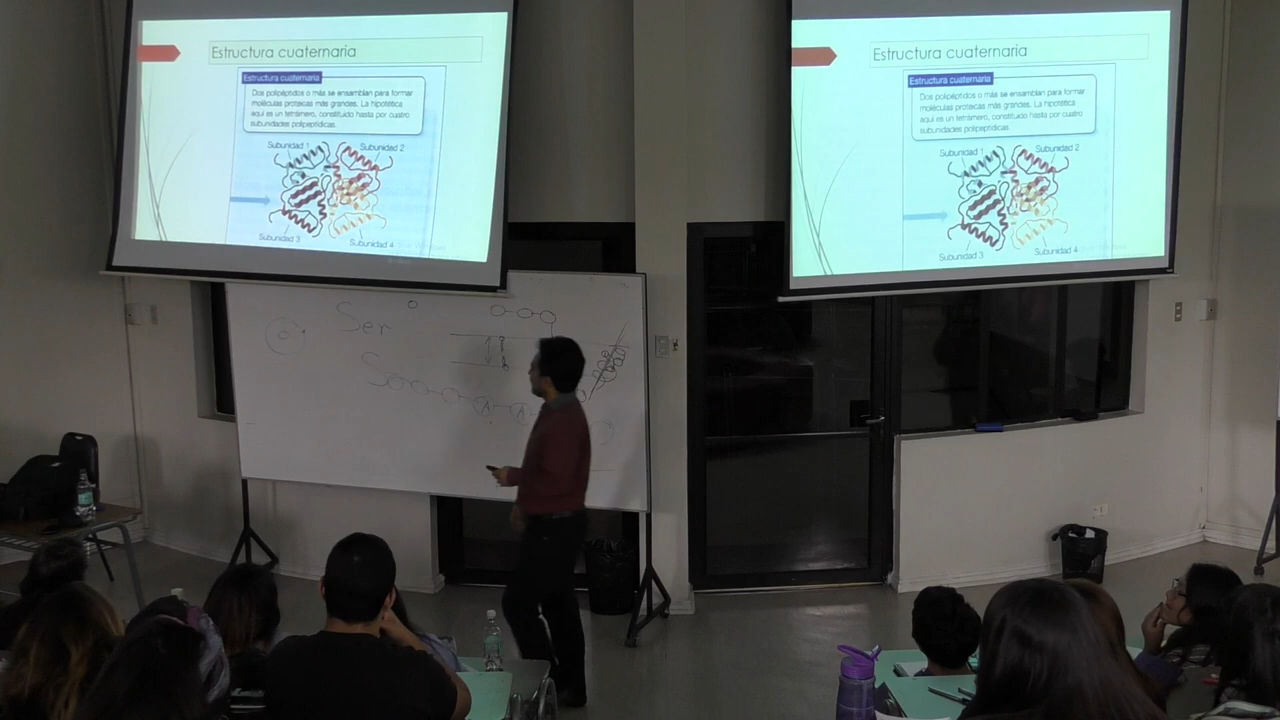 Estructura cuaternaria
Estructura cuaternaria
Dos polipéptidos o más se ensamblan para formar
moléculas proteicas más grandes. La hipotética
aquí es un tetrámero, constituido hasta por cuatro
subunidades polipeptídicas.
Subunidad 1
Subunidad 2
Subunidad 3
Subunidad 4
Estructura cuaternaria
Estructura cuaternaria
Dos polipéptidos o más se ensamblan para formar
moléculas proteicas más grandes. La hipotética
aquí es un tetrámero, constituido hasta por cuatro
subunidades polipeptídicas.
Subunidad 1
Subunidad 2
Subunidad 3
Subunidad 4
Ser